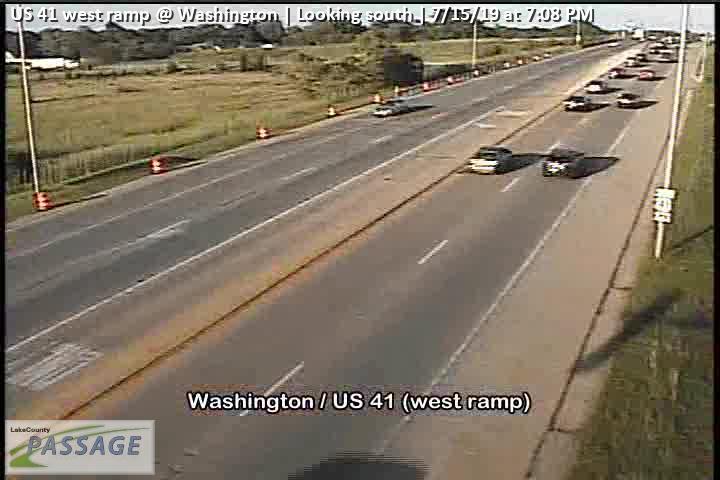 US 41 west ramp @ Washington | Looking south | 7/15/19 at 7:08 PM
Washington / US 41 (west ramp)
LakeCounty
PASSAGE